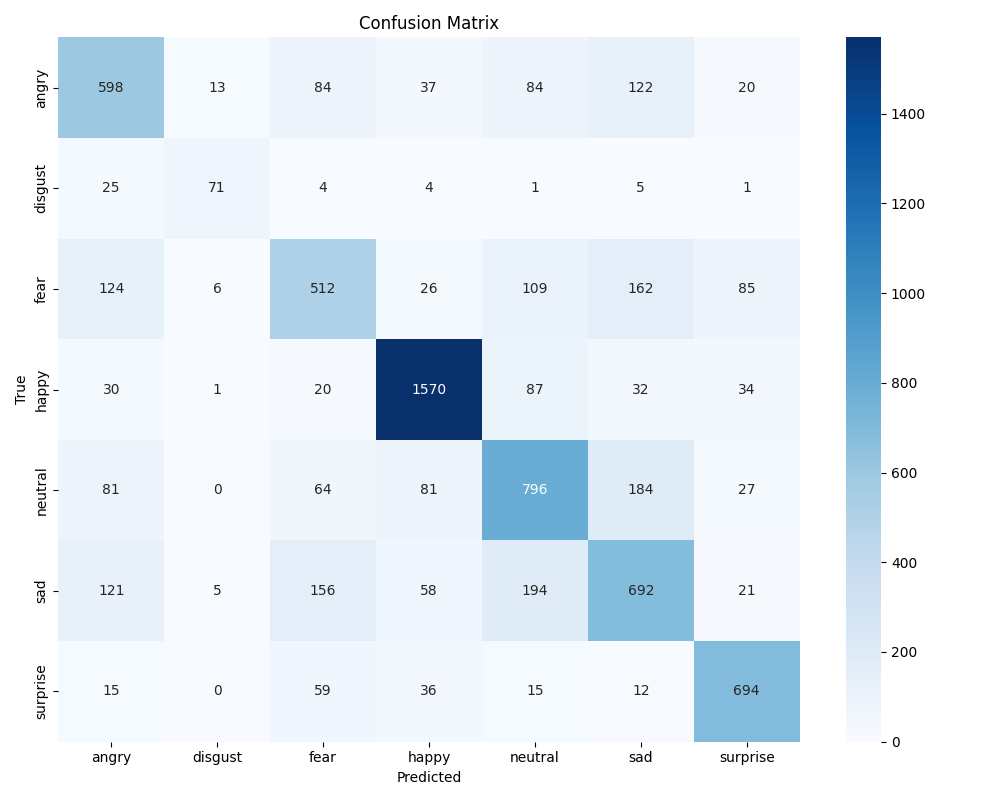 Confusion Matrix
angry 598 13 84 37 84 122 20
disgust 25 71 4 4 1 5 1
fear 124 6 512 26 109 162 85
happy 30 1 20 1570 87 32 34
neutral 81 0 64 81 796 184 27
sad 121 5 156 58 194 692 21
surprise 15 0 59 36 15 12 694
True
angry disgust fear happy neutral sad surprise
Predicted
1400
1200
1000
800
600
400
200
0